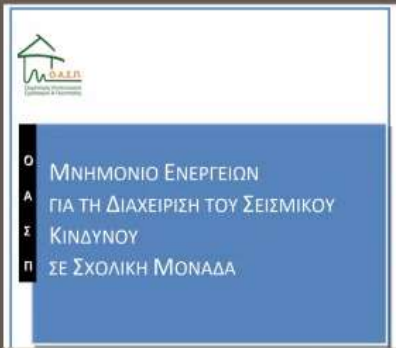 Ο.Α.Σ.Π.
Ο
Α
Σ
Π
ΜΝΗΜΟΝΙΟ ΕΝΕΡΓΕΙΩΝ
ΓΙΑ ΤΗ ΔΙΑΧΕΙΡΙΣΗ ΤΟΥ ΣΕΙΣΜΙΚΟΥ
ΚΙΝΔΥΝΟΥ
ΣΕ ΣΧΟΛΙΚΗ ΜΟΝΑΔΑ